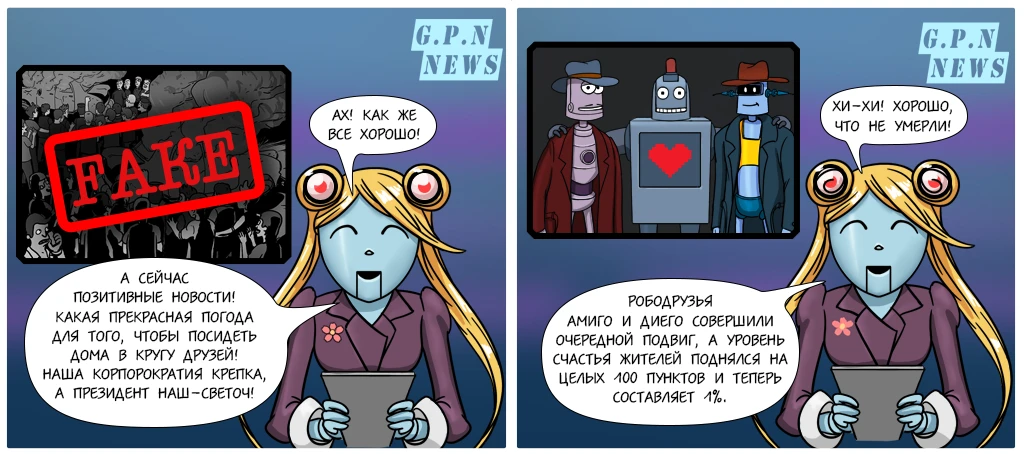 G.P.N
NEWS
FAKE
АХ! КАК ЖЕ
ВСЕ ХОРОШО!
А СЕЙЧАС
ПОЗИТИВНЫЕ НОВОСТИ!
КАКАЯ ПРЕКРАСНАЯ ПОГОДА
ДЛЯ ТОГО, ЧТОБЫ ПОСИДЕТЬ
ДОМА В КРУГУ ДРУЗЕЙ!
НАША КОРПОРОКРАТИЯ КРЕПКА,
А ПРЕЗИДЕНТ НАШ-СВЕТОЧ!
G.P.N
NEWS
ХИ-ХИ! ХОРОШО,
ЧТО НЕ УМЕРЛИ!
РОБОДРУЗЬЯ
АМИГО И ДИЕГО СОВЕРШИЛИ
ОЧЕРЕДНОЙ ПОДВИГ, А УРОВЕНЬ
СЧАСТЬЯ ЖИТЕЛЕЙ ПОДНЯЛСЯ НА
ЦЕЛЫХ 100 ПУНКТОВ И ТЕПЕРЬ
СОСТАВЛЯЕТ 1%.